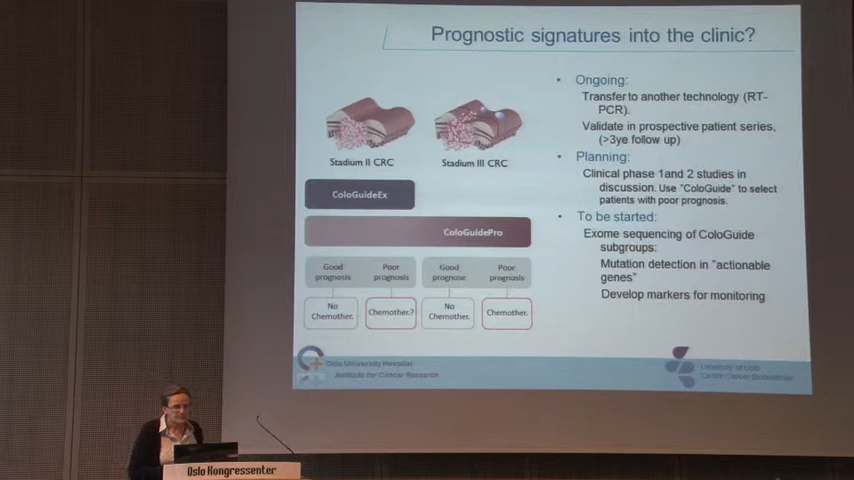 Prognostic signatures into the clinic?
Stadium II CRC
Stadium III CRC
ColoGuideEx
ColoGuidePro
Good
prognosis
Poor
prognosis
Good
prognose
Poor
prognosis
No
Chemother.
Chemother.?
No
Chemother.
Chemother.
• Ongoing:
Transfer to another technology (RT-
PCR).
Validate in prospective patient series,
(>3ye follow up)
• Planning:
Clinical phase 1and 2 studies in
discussion. Use "ColoGuide" to select
patients with poor prognosis.
• To be started:
Exome sequencing of ColoGuide
subgroups:
Mutation detection in "actionable
genes"
Develop markers for monitoring
Oslo University Hospital
Institute for Cancer Research
University of Oslo
Centre Cancer Biomedicine
Oslo Kongressenter